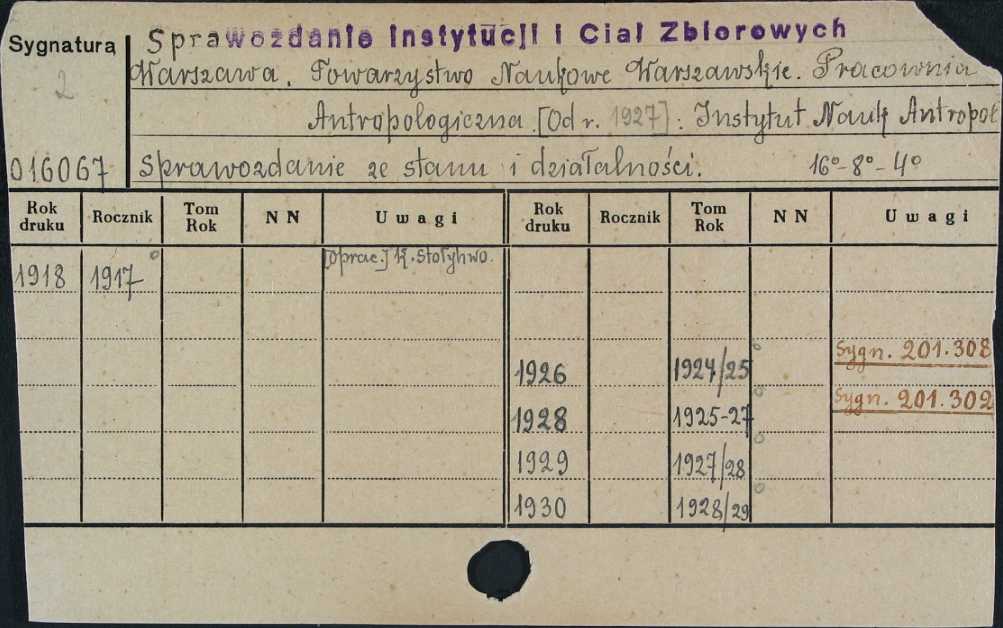 Sygnatura
2
016067
Sprawozdanie Instytucji i Ciał Zbiorowych
Warszawa. Towarzystwo Naukowe Warszawskie. Pracownia
Antropologiczna [Od r. 1927]: Instytut Nauk Antropol
Sprawozdanie ze stanu i działalności. 16°-8°-4°
Rok druku Rocznik Tom Rok NN Uwagi Rok druku Rocznik Tom Rok NN Uwagi
1918 1917° [oprac.] K. Stołyhwo.
1926 1924/25° Sygn. 201.308
1928 1925-27° Sygn. 201.302
1929 1927/28°
1930 1928/29°